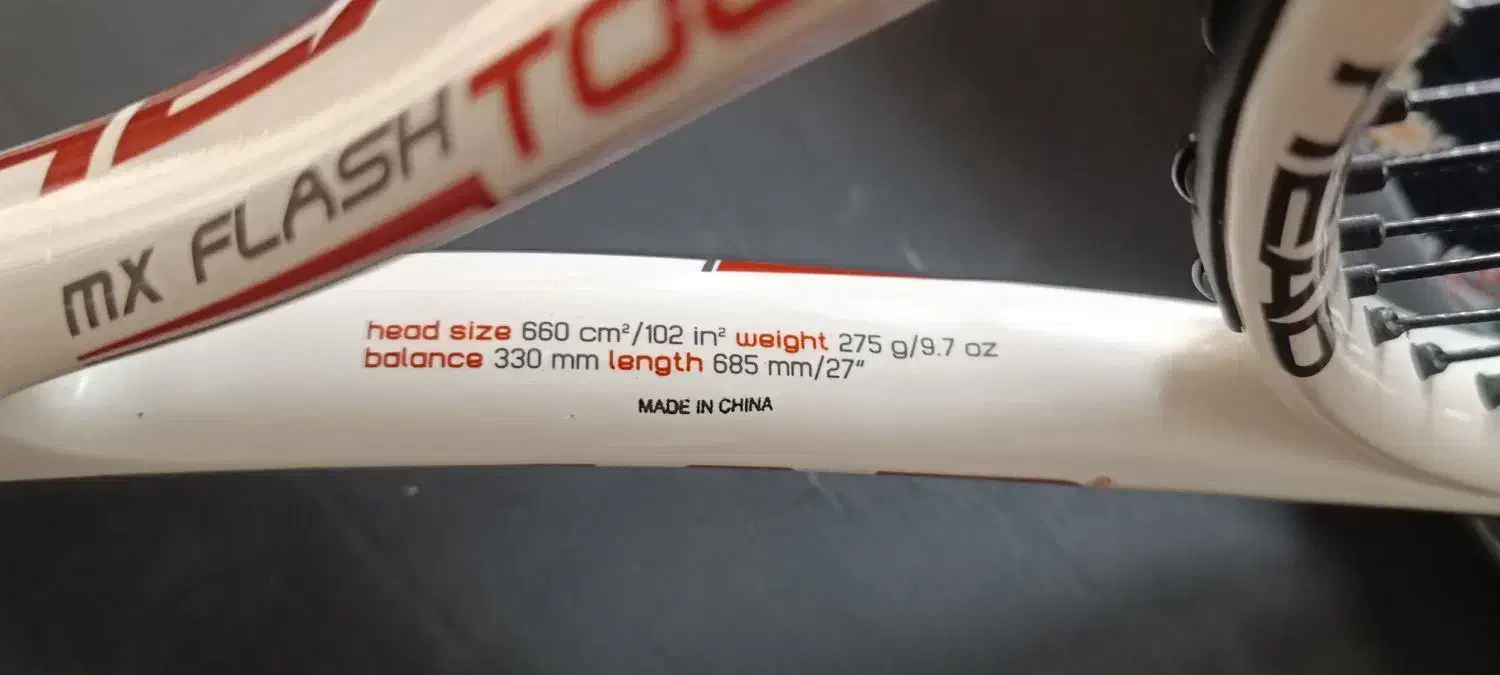 MX FLASH
head size 660 cm²/102 in² weight 275 g/9.7 oz
balance 330 mm length 685 mm/27"
MADE IN CHINA
HEAD